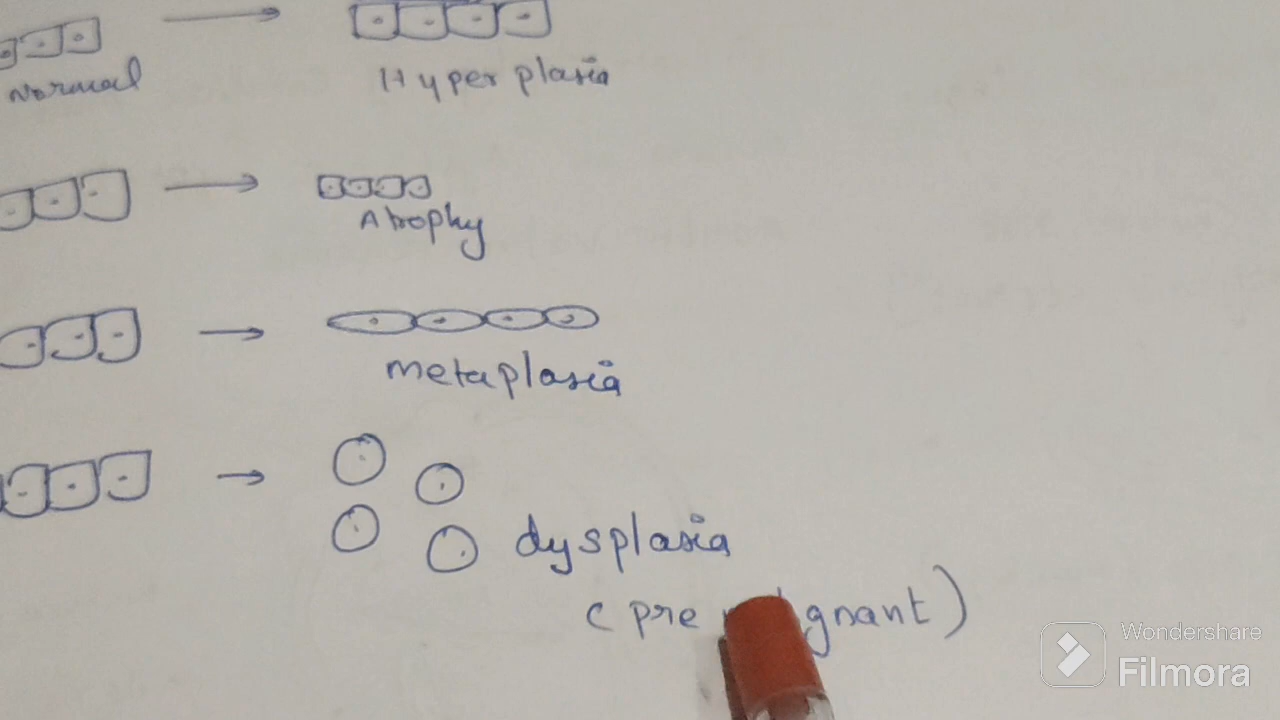 Normal
Hyperplasia
Atrophy
metaplasia
dysplasia
(pre gnant)
Wondershare
Filmora